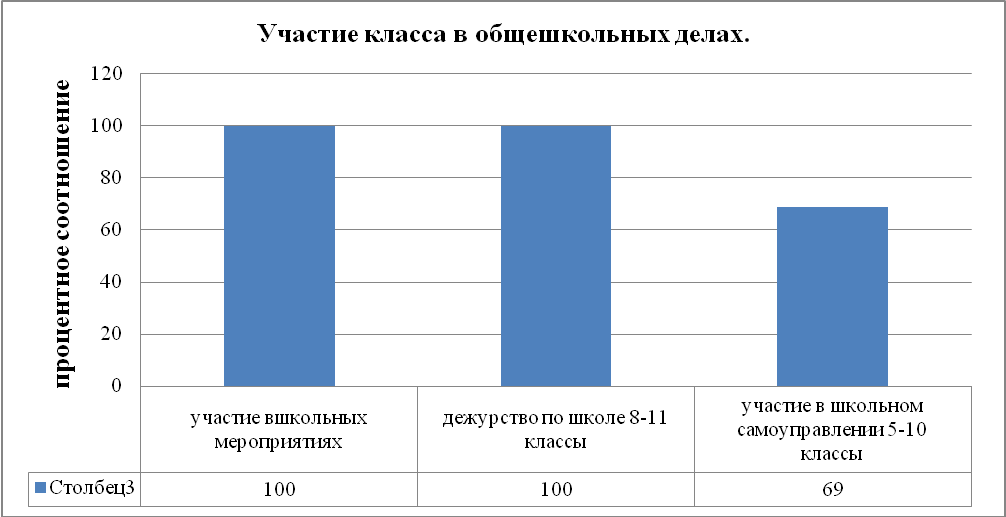 Участие класса в общешкольных делах.
процентное соотношение
120
100
80
60
40
20
0
участие вшкольных
мероприятиях
дежурство по школе 8-11
классы
участие в школьном
самоуправлении 5-10
классы
Столбец3 100 100 69